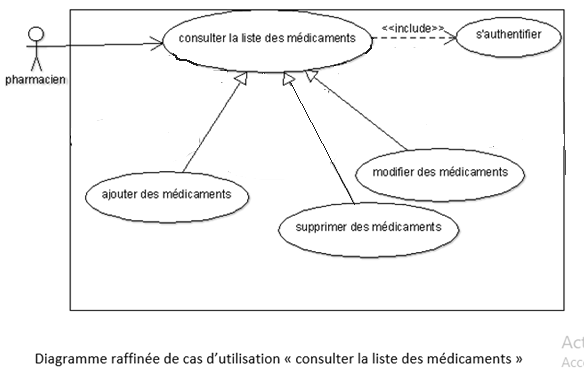 consulter la liste des médicaments
<<include>>
s'authentifier
pharmacien
modifier des médicaments
ajouter des médicaments
supprimer des médicaments
Diagramme raffinée de cas d'utilisation « consulter la liste des médicaments »
Act
Accé